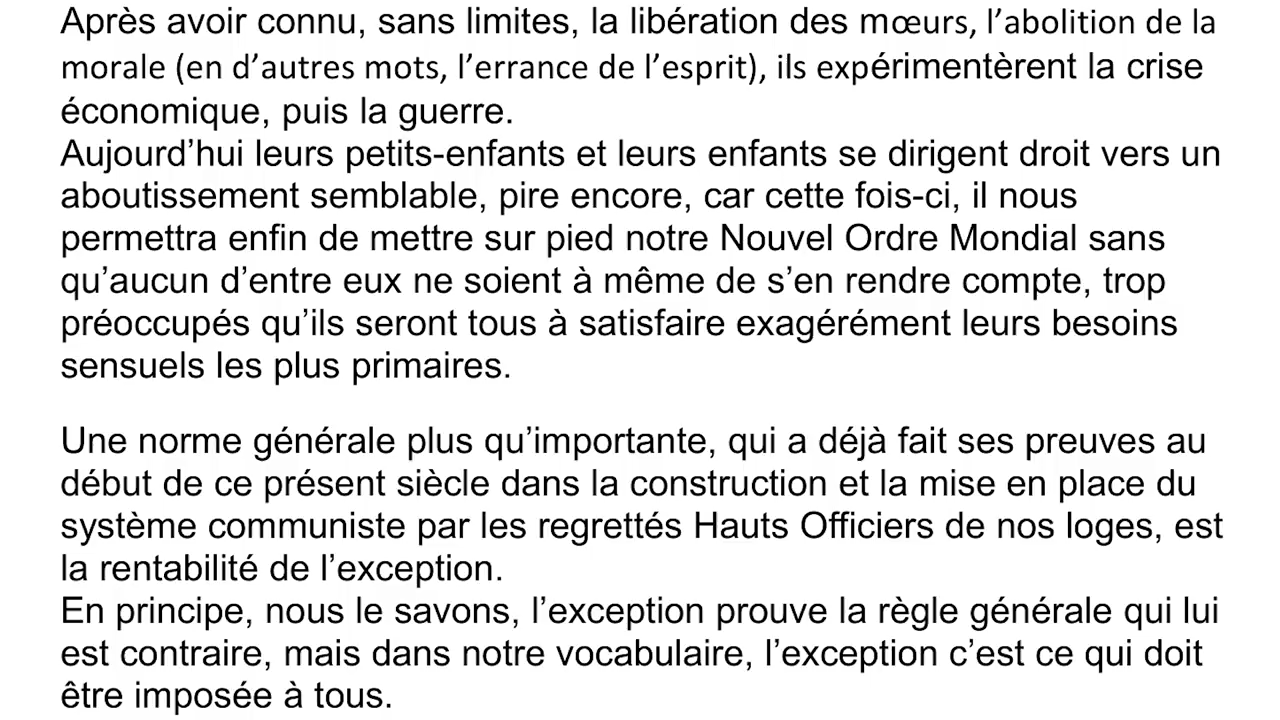 Après avoir connu, sans limites, la libération des mœurs, l’abolition de la
morale (en d’autres mots, l’errance de l’esprit), ils expérimentèrent la crise
économique, puis la guerre.
Aujourd’hui leurs petits-enfants et leurs enfants se dirigent droit vers un
aboutissement semblable, pire encore, car cette fois-ci, il nous
permettra enfin de mettre sur pied notre Nouvel Ordre Mondial sans
qu’aucun d’entre eux ne soient à même de s’en rendre compte, trop
préoccupés qu’ils seront tous à satisfaire exagérément leurs besoins
sensuels les plus primaires.
Une norme générale plus qu’importante, qui a déjà fait ses preuves au
début de ce présent siècle dans la construction et la mise en place du
système communiste par les regrettés Hauts Officiers de nos loges, est
la rentabilité de l’exception.
En principe, nous le savons, l’exception prouve la règle générale qui lui
est contraire, mais dans notre vocabulaire, l’exception c’est ce qui doit
être imposée à tous.